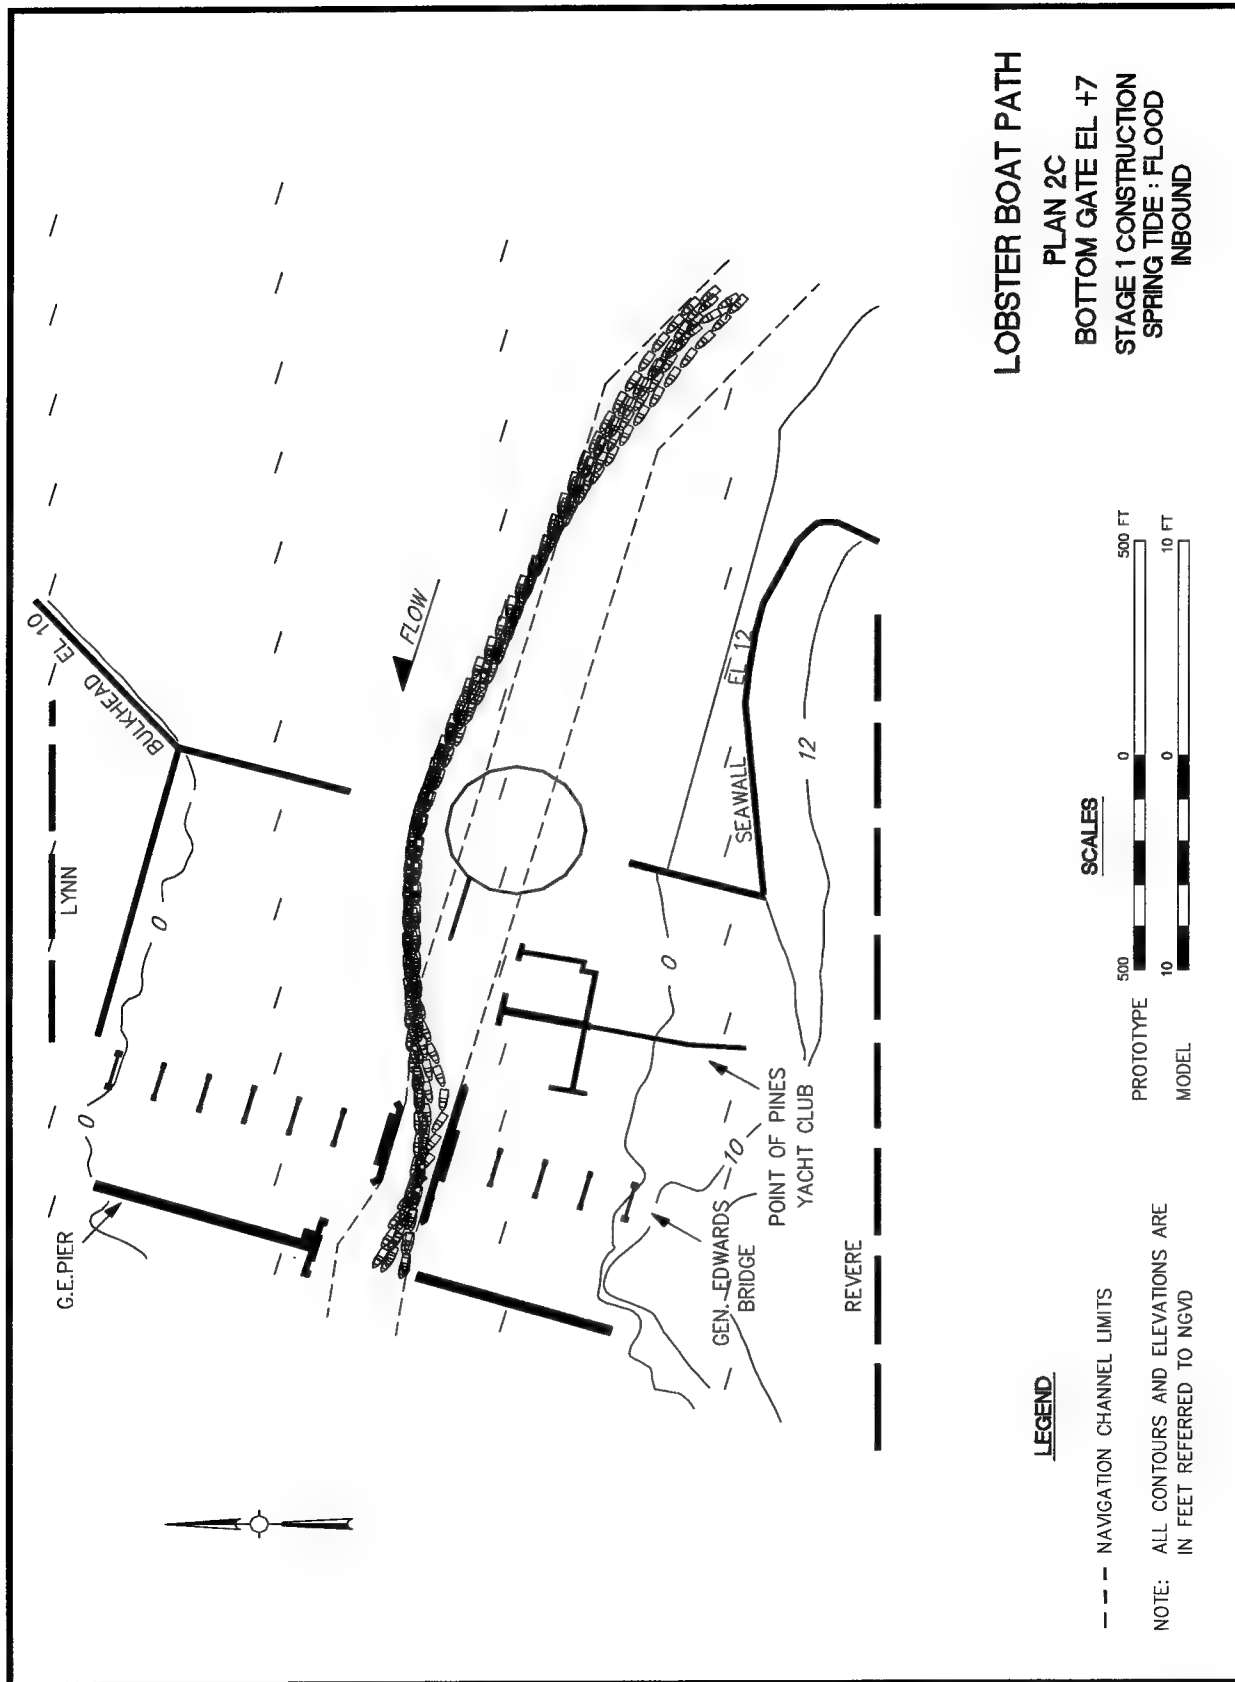 LOBSTER BOAT PATH
PLAN 2C
BOTTOM GATE EL +7
STAGE 1 CONSTRUCTION
SPRING TIDE : FLOOD
INBOUND
LYNN
BULKHEAD EL 10
G.E.PIER
0
0
FLOW
SEAWALL EL 12
12
0
10
POINT OF PINES
YACHT CLUB
GEN. EDWARDS
BRIDGE
REVERE
SCALES
PROTOTYPE 500 0 500 FT
MODEL 10 0 10 FT
LEGEND
--- NAVIGATION CHANNEL LIMITS
NOTE: ALL CONTOURS AND ELEVATIONS ARE
IN FEET REFERRED TO NGVD